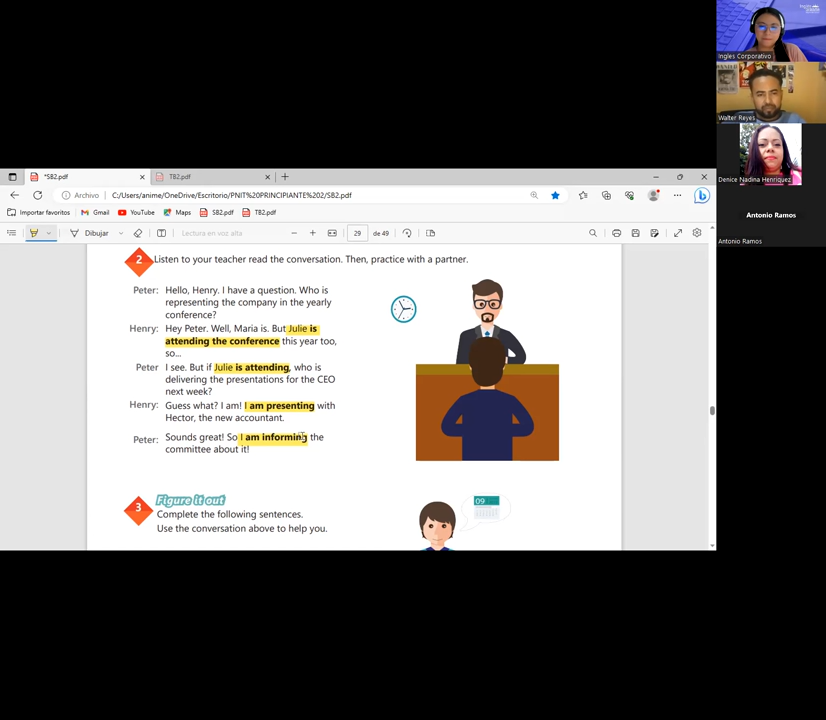 Ingles Corporativo
Walter Reyes
Denice Nadina Henriquez
Antonio Ramos
Antonio Ramos
*SB2.pdf
TB2.pdf
Archivo
C:/Users/anime/OneDrive/Escritorio/PNIT%20PRINCIPIANTE%202/SB2.pdf
Importar favoritos
Gmail
YouTube
Maps
SB2.pdf
TB2.pdf
Dibujar
Lectura en voz alta
29
de 49
2
Listen to your teacher read the conversation. Then, practice with a partner.
Peter: Hello, Henry. I have a question. Who is
representing the company in the yearly
conference?
Henry: Hey Peter. Well, Maria is. But Julie is
attending the conference this year too,
so...
Peter I see. But if Julie is attending, who is
delivering the presentations for the CEO
next week?
Henry: Guess what? I am! I am presenting with
Hector, the new accountant.
Peter: Sounds great! So I am informing the
committee about it!
3
Figure it out
Complete the following sentences.
Use the conversation above to help you.
09